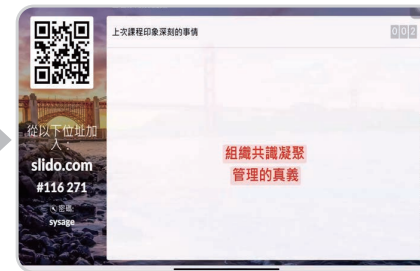 上次課程印象深刻的事情
002
從以下位址加
入：
slido.com
#116 271
密碼:
sysage
組織共識凝聚
管理的真義